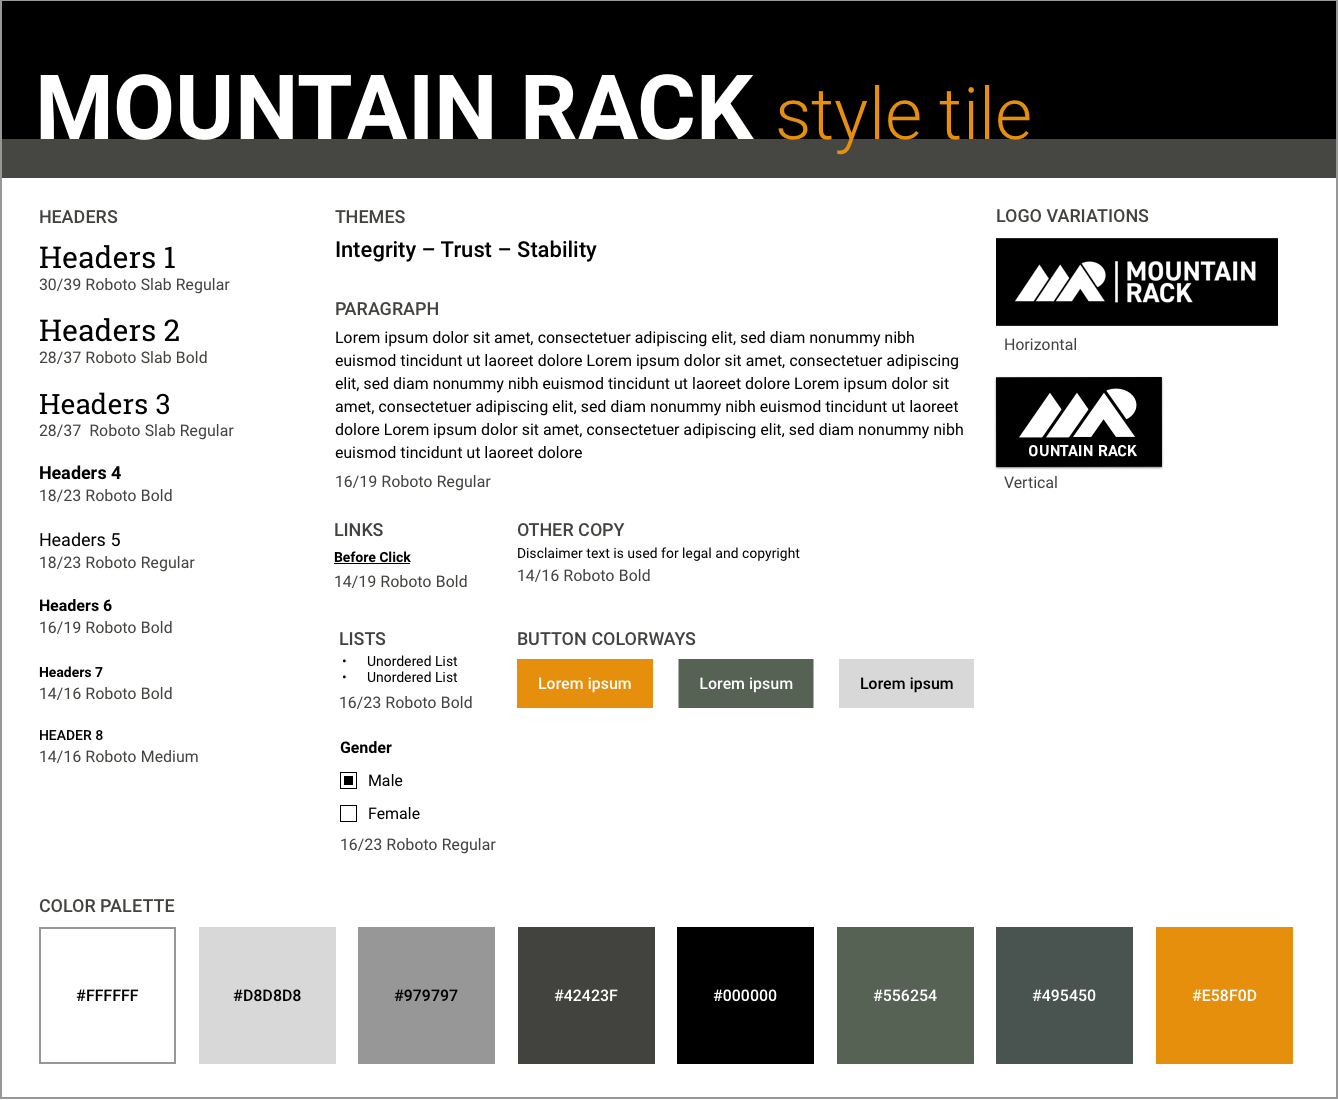 MOUNTAIN RACK style tile
HEADERS
Headers 1
30/39 Roboto Slab Regular
Headers 2
28/37 Roboto Slab Bold
Headers 3
28/37 Roboto Slab Regular
Headers 4
18/23 Roboto Bold
Headers 5
18/23 Roboto Regular
Headers 6
16/19 Roboto Bold
Headers 7
14/16 Roboto Bold
HEADER 8
14/16 Roboto Medium
THEMES
Integrity – Trust – Stability
PARAGRAPH
Lorem ipsum dolor sit amet, consectetuer adipiscing elit, sed diam nonummy nibh
euismod tincidunt ut laoreet dolore Lorem ipsum dolor sit amet, consectetuer adipiscing
elit, sed diam nonummy nibh euismod tincidunt ut laoreet dolore Lorem ipsum dolor sit
amet, consectetuer adipiscing elit, sed diam nonummy nibh euismod tincidunt ut laoreet
dolore Lorem ipsum dolor sit amet, consectetuer adipiscing elit, sed diam nonummy nibh
euismod tincidunt ut laoreet dolore
16/19 Roboto Regular
LINKS
Before Click
14/19 Roboto Bold
OTHER COPY
Disclaimer text is used for legal and copyright
14/16 Roboto Bold
LISTS
• Unordered List
• Unordered List
16/23 Roboto Bold
BUTTON COLORWAYS
Lorem ipsum
Lorem ipsum
Lorem ipsum
Gender
Male
Female
16/23 Roboto Regular
LOGO VARIATIONS
MOUNTAIN
RACK
Horizontal
OUNTAIN RACK
Vertical
COLOR PALETTE
#FFFFFF
#D8D8D8
#979797
#42423F
#000000
#556254
#495450
#E58F0D